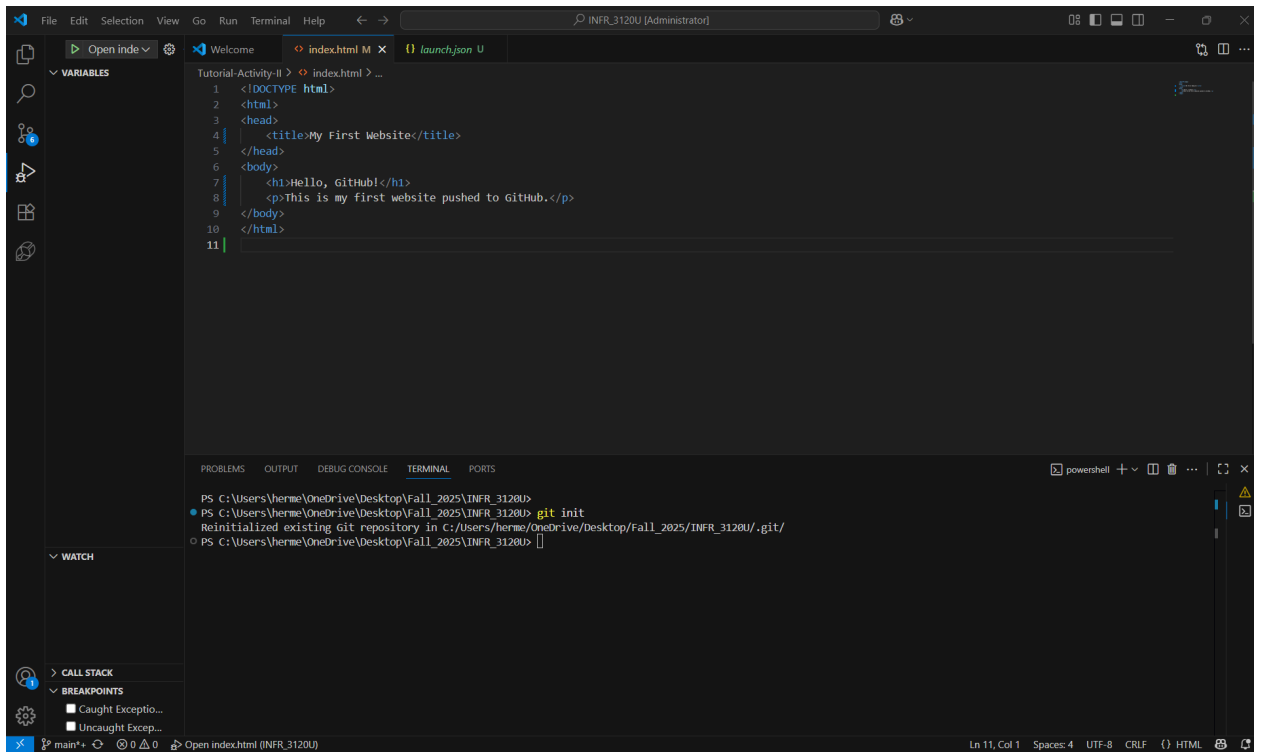 File Edit Selection View Go Run Terminal Help
INFR_3120U [Administrator]
Open inde
Welcome
index.html M
{} launch.json U
VARIABLES
Tutorial-Activity-II > index.html > ...
1 <!DOCTYPE html>
2 <html>
3 <head>
4 <title>My First Website</title>
5 </head>
6 <body>
7 <h1>Hello, GitHub!</h1>
8 <p>This is my first website pushed to GitHub.</p>
9 </body>
10 </html>
11
6
PROBLEMS OUTPUT DEBUG CONSOLE TERMINAL PORTS
powershell
PS C:\Users\herme\OneDrive\Desktop\Fall_2025\INFR_3120U>
PS C:\Users\herme\OneDrive\Desktop\Fall_2025\INFR_3120U> git init
Reinitialized existing Git repository in C:/Users/herme/OneDrive/Desktop/Fall_2025/INFR_3120U/.git/
PS C:\Users\herme\OneDrive\Desktop\Fall_2025\INFR_3120U>
WATCH
CALL STACK
1
BREAKPOINTS
Caught Exceptio...
Uncaught Excep...
main*+ 0 0 Open index.html (INFR_3120U) Ln 11, Col 1 Spaces: 4 UTF-8 CRLF {} HTML